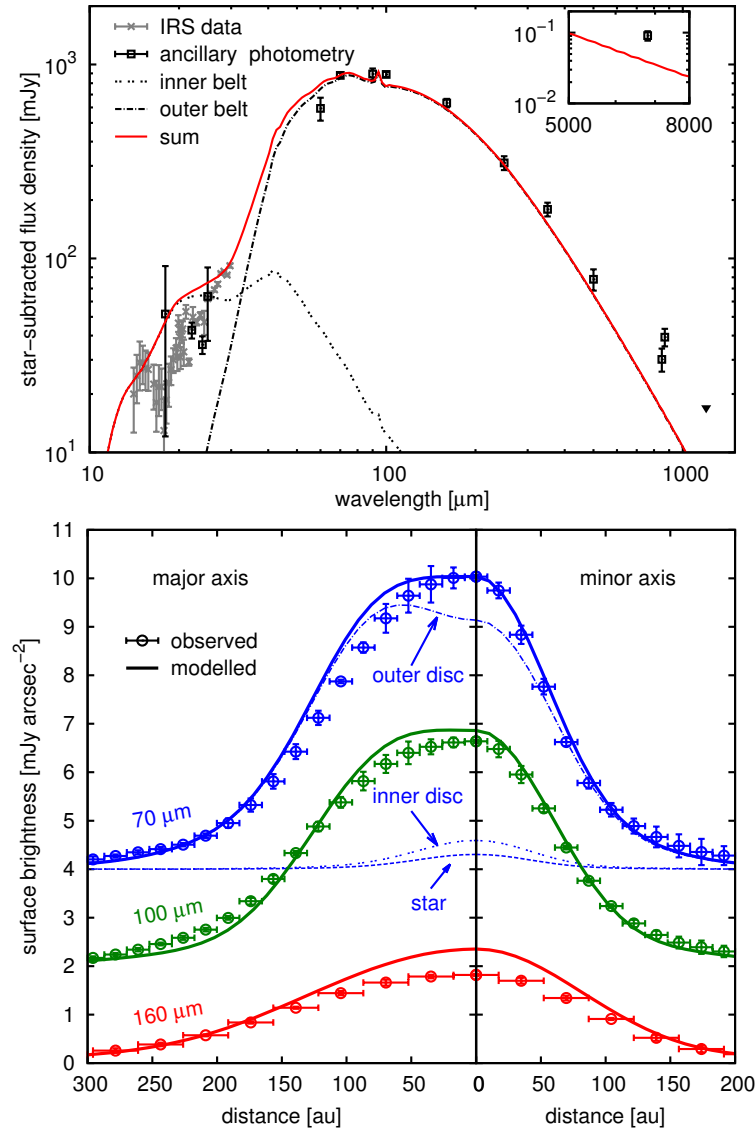 IRS data
ancillary photometry
inner belt
outer belt
sum
star−subtracted flux density [mJy]
10³
10²
10¹
10 100 1000
wavelength [μm]
10⁻¹
10⁻²
5000 8000
major axis
minor axis
observed
modelled
outer disc
inner disc
star
70 μm
100 μm
160 μm
surface brightness [mJy arcsec⁻²]
11
10
9
8
7
6
5
4
3
2
1
0
300 250 200 150 100 50 0 50 100 150 200
distance [au] distance [au]